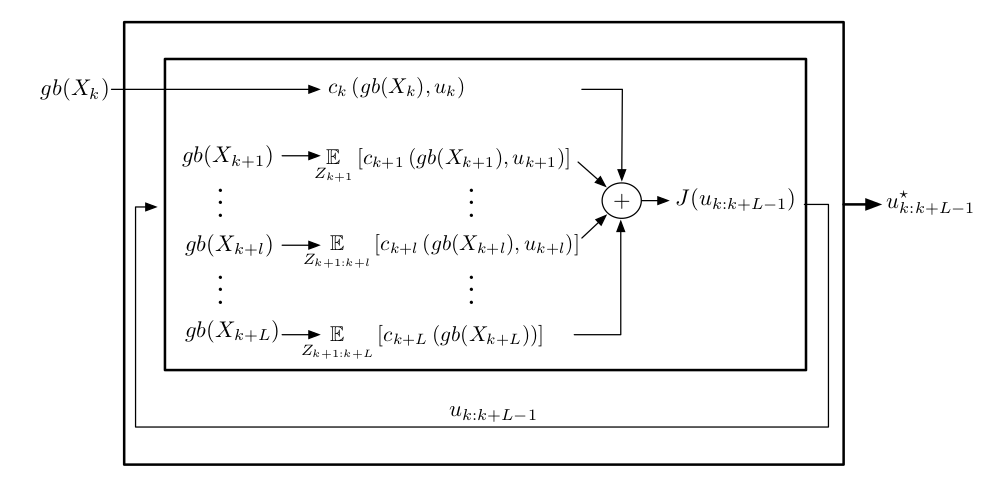 gb(X_k) c_k (gb(X_k), u_k)
gb(X_{k+1}) 𝔼_{Z_{k+1}} [c_{k+1} (gb(X_{k+1}), u_{k+1})]
+ J(u_{k:k+L−1}) u^⋆_{k:k+L−1}
gb(X_{k+l}) 𝔼_{Z_{k+1:k+l}} [c_{k+l} (gb(X_{k+l}), u_{k+l})]
gb(X_{k+L}) 𝔼_{Z_{k+1:k+L}} [c_{k+L} (gb(X_{k+L}))]
u_{k:k+L−1}